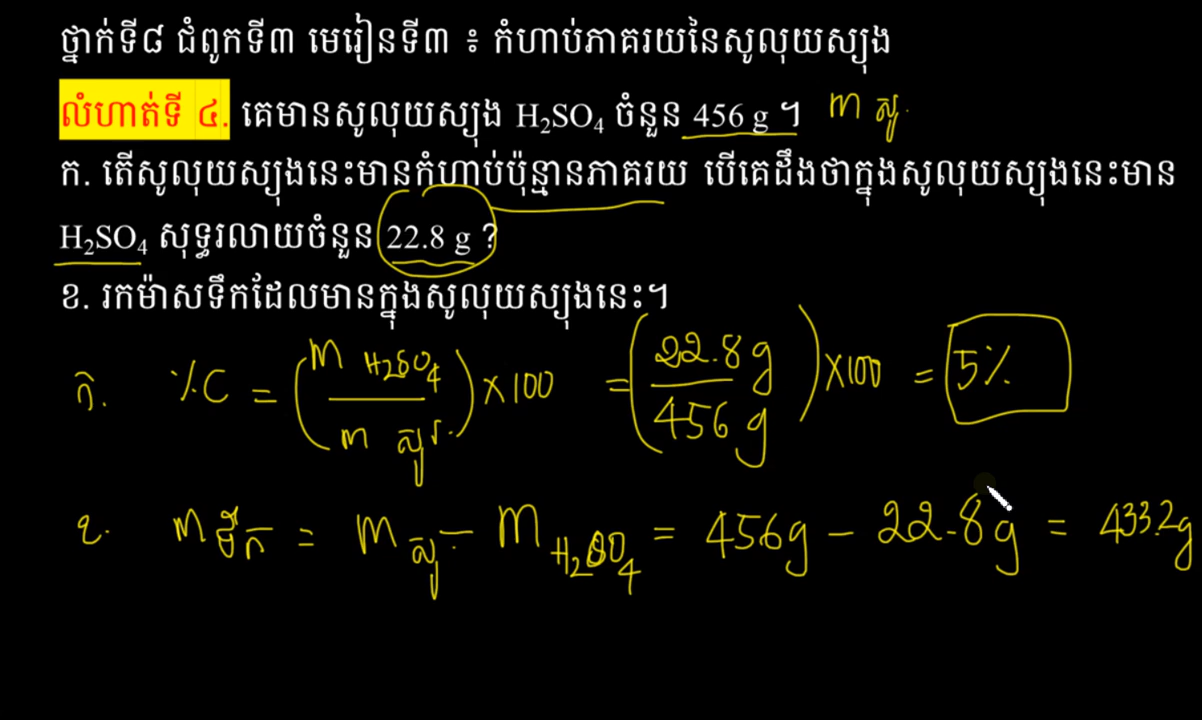 ថ្នាក់ទី៨ ជំពូកទី៣ មេរៀនទី៣ ៖ កំហាប់ភាគរយនៃសូលុយស្យុង
លំហាត់ទី ៤. គេមានសូលុយស្យុង H₂SO₄ ចំនួន 456 g ។ m សូ.
ក. តើសូលុយស្យុងនេះមានកំហាប់ប៉ុន្មានភាគរយ បើគេដឹងថាក្នុងសូលុយស្យុងនេះមាន
H₂SO₄ សុទ្ធរលាយចំនួន 22.8 g ?
ខ. រកម៉ាសទឹកដែលមានក្នុងសូលុយស្យុងនេះ។
ក. %C = (m H₂SO₄ / m សូ.) × 100 = (22.8 g / 456 g) × 100 = 5%
ខ. m ទឹក = m សូ. − m H₂SO₄ = 456g − 22.8g = 433.2g